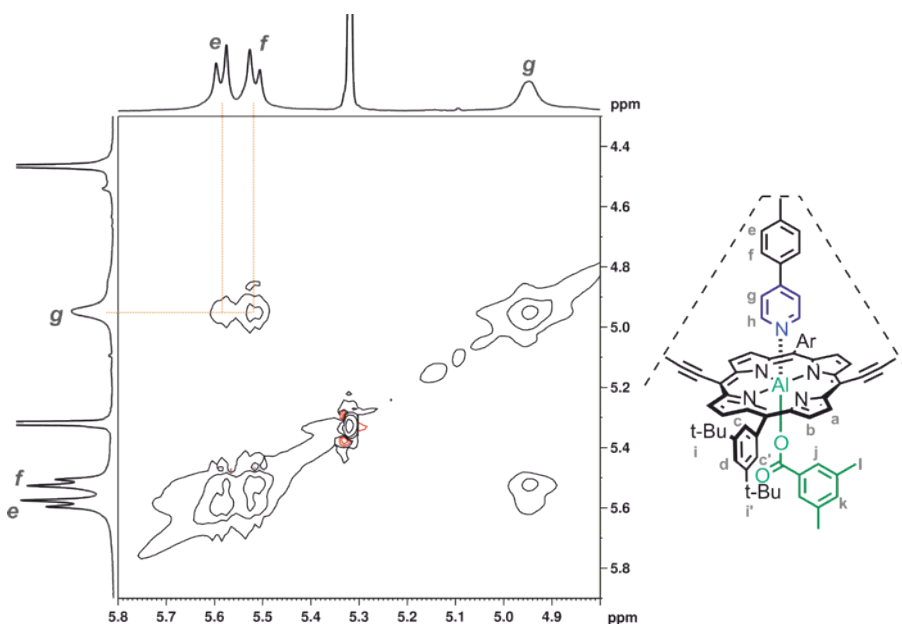 e f g
ppm
4.4
4.6
4.8
g
5.0
5.2
5.4
f
e
5.6
5.8
5.8 5.7 5.6 5.5 5.4 5.3 5.2 5.1 5.0 4.9 ppm
e
f
g
h
N
Ar
N N
Al
N N
a
b
t-Bu
c
i
d
c'
O
j
l
O
t-Bu
k
i'